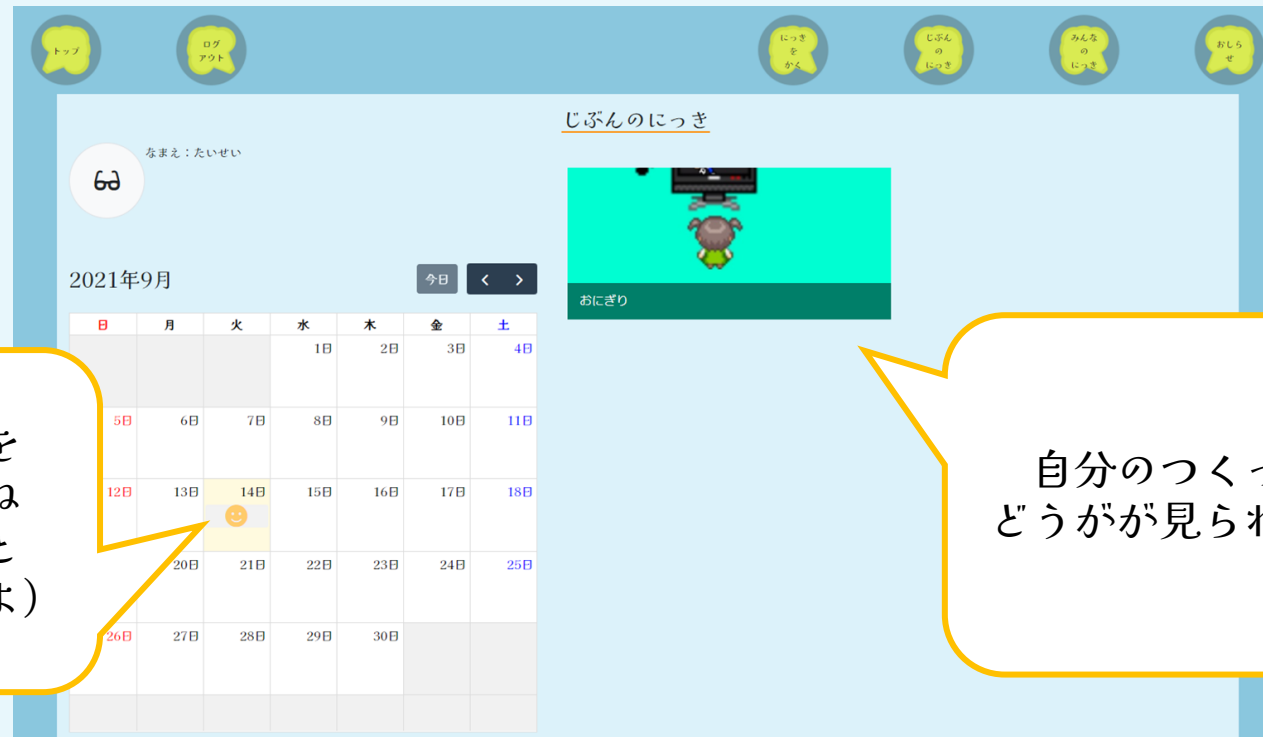 トップ
ログ
アウト
にっき
を
かく
じぶん
の
にっき
みんな
の
にっき
おしら
せ
じぶんのにっき
なまえ：たいせい
2021年9月
今日
おにぎり
日 月 火 水 木 金 土
1日 2日 3日 4日
5日 6日 7日 8日 9日 10日 11日
12日 13日 14日 15日 16日 17日 18日
20日 21日 22日 23日 24日 25日
26日 27日 28日 29日 30日
を
ね
よ)
自分のつくっ
どうがが見られ